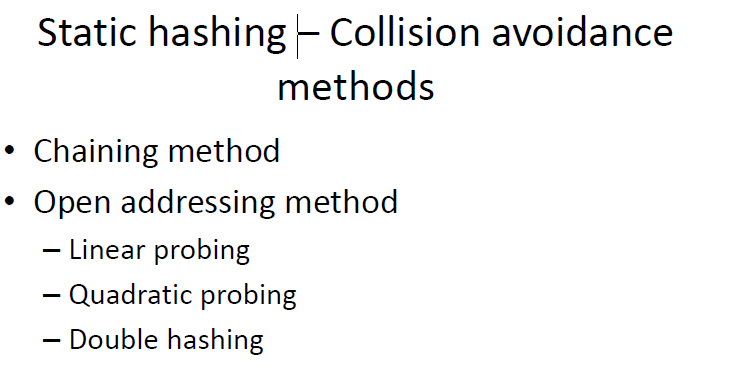 Static hashing – Collision avoidance
methods
• Chaining method
• Open addressing method
– Linear probing
– Quadratic probing
– Double hashing